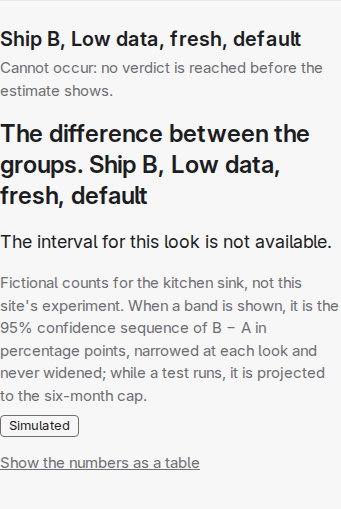 Ship B, Low data, fresh, default
Cannot occur: no verdict is reached before the
estimate shows.
The difference between the
groups. Ship B, Low data,
fresh, default
The interval for this look is not available.
Fictional counts for the kitchen sink, not this
site's experiment. When a band is shown, it is the
95% confidence sequence of B − A in
percentage points, narrowed at each look and
never widened; while a test runs, it is projected
to the six-month cap.
Simulated
Show the numbers as a table